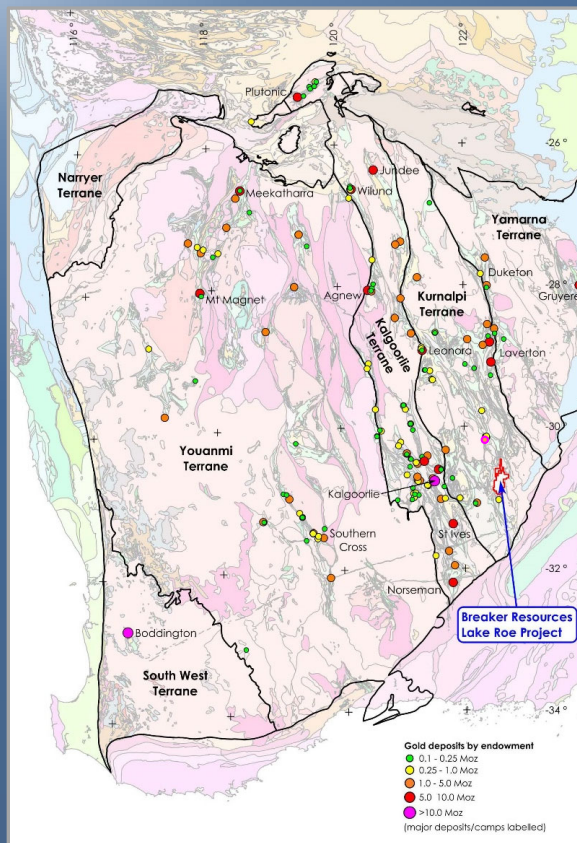 116
118
120
122
Plutonic
-26
Narryer
Terrane
Jundee
Meekatharra
Wiluna
Yamarna
Terrane
Duketon
-28
Kurnalpi
Terrane
Gruyere
Mt Magnet
Agnew
Kalgoorlie
Terrane
Leonora
Laverton
-30
Youanmi
Terrane
Kalgoorlie
Southern
Cross
St Ives
-32
Norseman
Breaker Resources
Lake Roe Project
Boddington
South West
Terrane
-34
Gold deposits by endowment
0.1 - 0.25 Moz
0.25 - 1.0 Moz
1.0 - 5.0 Moz
5.0 10.0 Moz
>10.0 Moz
(major deposits/camps labelled)